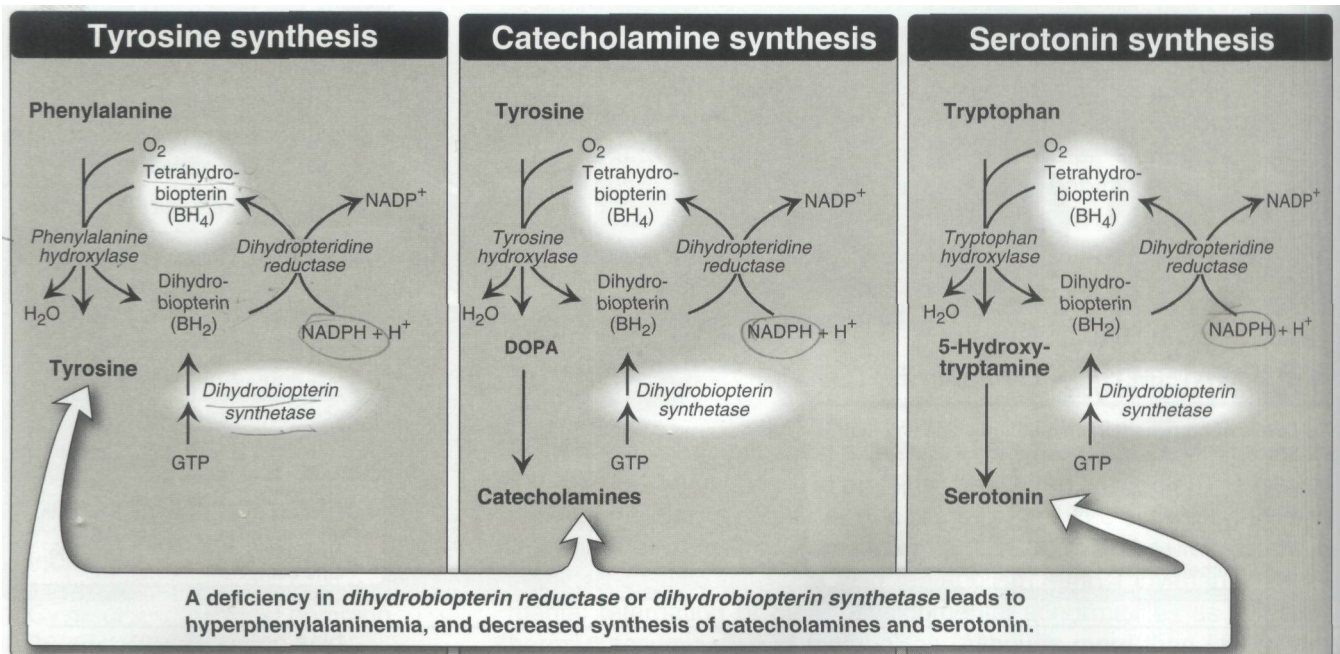 Tyrosine synthesis
Phenylalanine
O2
Tetrahydro-
biopterin
(BH4)
NADP+
Phenylalanine
hydroxylase
Dihydropteridine
reductase
Dihydro-
biopterin
(BH2)
H2O
NADPH + H+
Tyrosine
Dihydrobiopterin
synthetase
GTP
Catecholamine synthesis
Tyrosine
O2
Tetrahydro-
biopterin
(BH4)
NADP+
Tyrosine
hydroxylase
Dihydropteridine
reductase
Dihydro-
biopterin
(BH2)
H2O
NADPH + H+
DOPA
Dihydrobiopterin
synthetase
GTP
Catecholamines
Serotonin synthesis
Tryptophan
O2
Tetrahydro-
biopterin
(BH4)
NADP+
Tryptophan
hydroxylase
Dihydropteridine
reductase
Dihydro-
biopterin
(BH2)
H2O
NADPH + H+
5-Hydroxy-
tryptamine
Dihydrobiopterin
synthetase
GTP
Serotonin
A deficiency in dihydrobiopterin reductase or dihydrobiopterin synthetase leads to
hyperphenylalaninemia, and decreased synthesis of catecholamines and serotonin.